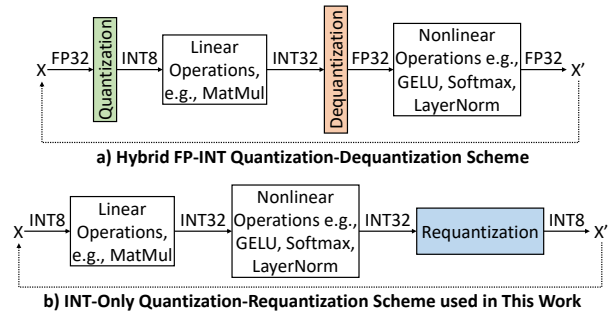 X
FP32
Quantization
INT8
Linear
Operations,
e.g., MatMul
INT32
Dequantization
FP32
Nonlinear
Operations e.g.,
GELU, Softmax,
LayerNorm
FP32
X'
a) Hybrid FP-INT Quantization-Dequantization Scheme
X
INT8
Linear
Operations,
e.g., MatMul
INT32
Nonlinear
Operations e.g.,
GELU, Softmax,
LayerNorm
INT32
Requantization
INT8
X'
b) INT-Only Quantization-Requantization Scheme used in This Work